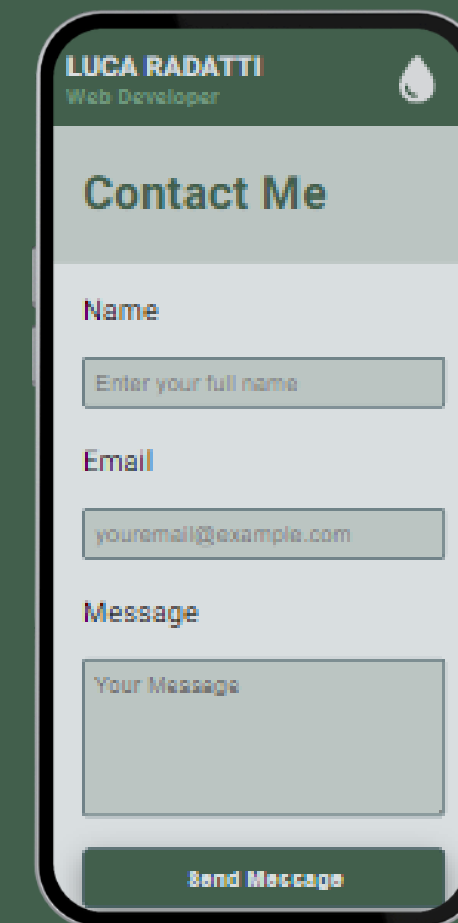 LUCA RADATTI
Web Developer
Contact Me
Name
Enter your full name
Email
youremail@example.com
Message
Your Message
Send Message